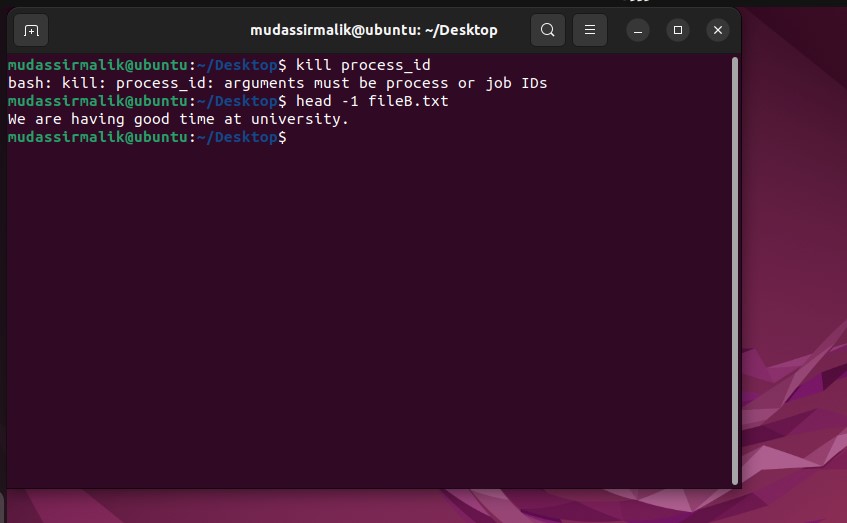 mudassirmalik@ubuntu: ~/Desktop
mudassirmalik@ubuntu:~/Desktop$ kill process_id
bash: kill: process_id: arguments must be process or job IDs
mudassirmalik@ubuntu:~/Desktop$ head -1 fileB.txt
We are having good time at university.
mudassirmalik@ubuntu:~/Desktop$